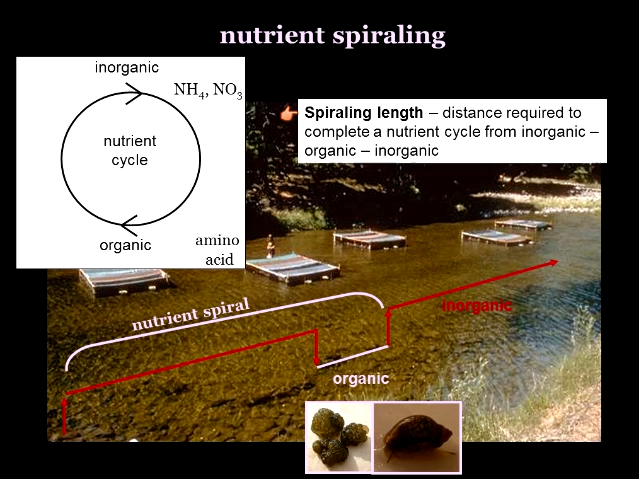 nutrient spiraling
inorganic
NH4, NO3
nutrient
cycle
organic
amino
acid
Spiraling length – distance required to
complete a nutrient cycle from inorganic –
organic – inorganic
nutrient spiral
inorganic
organic